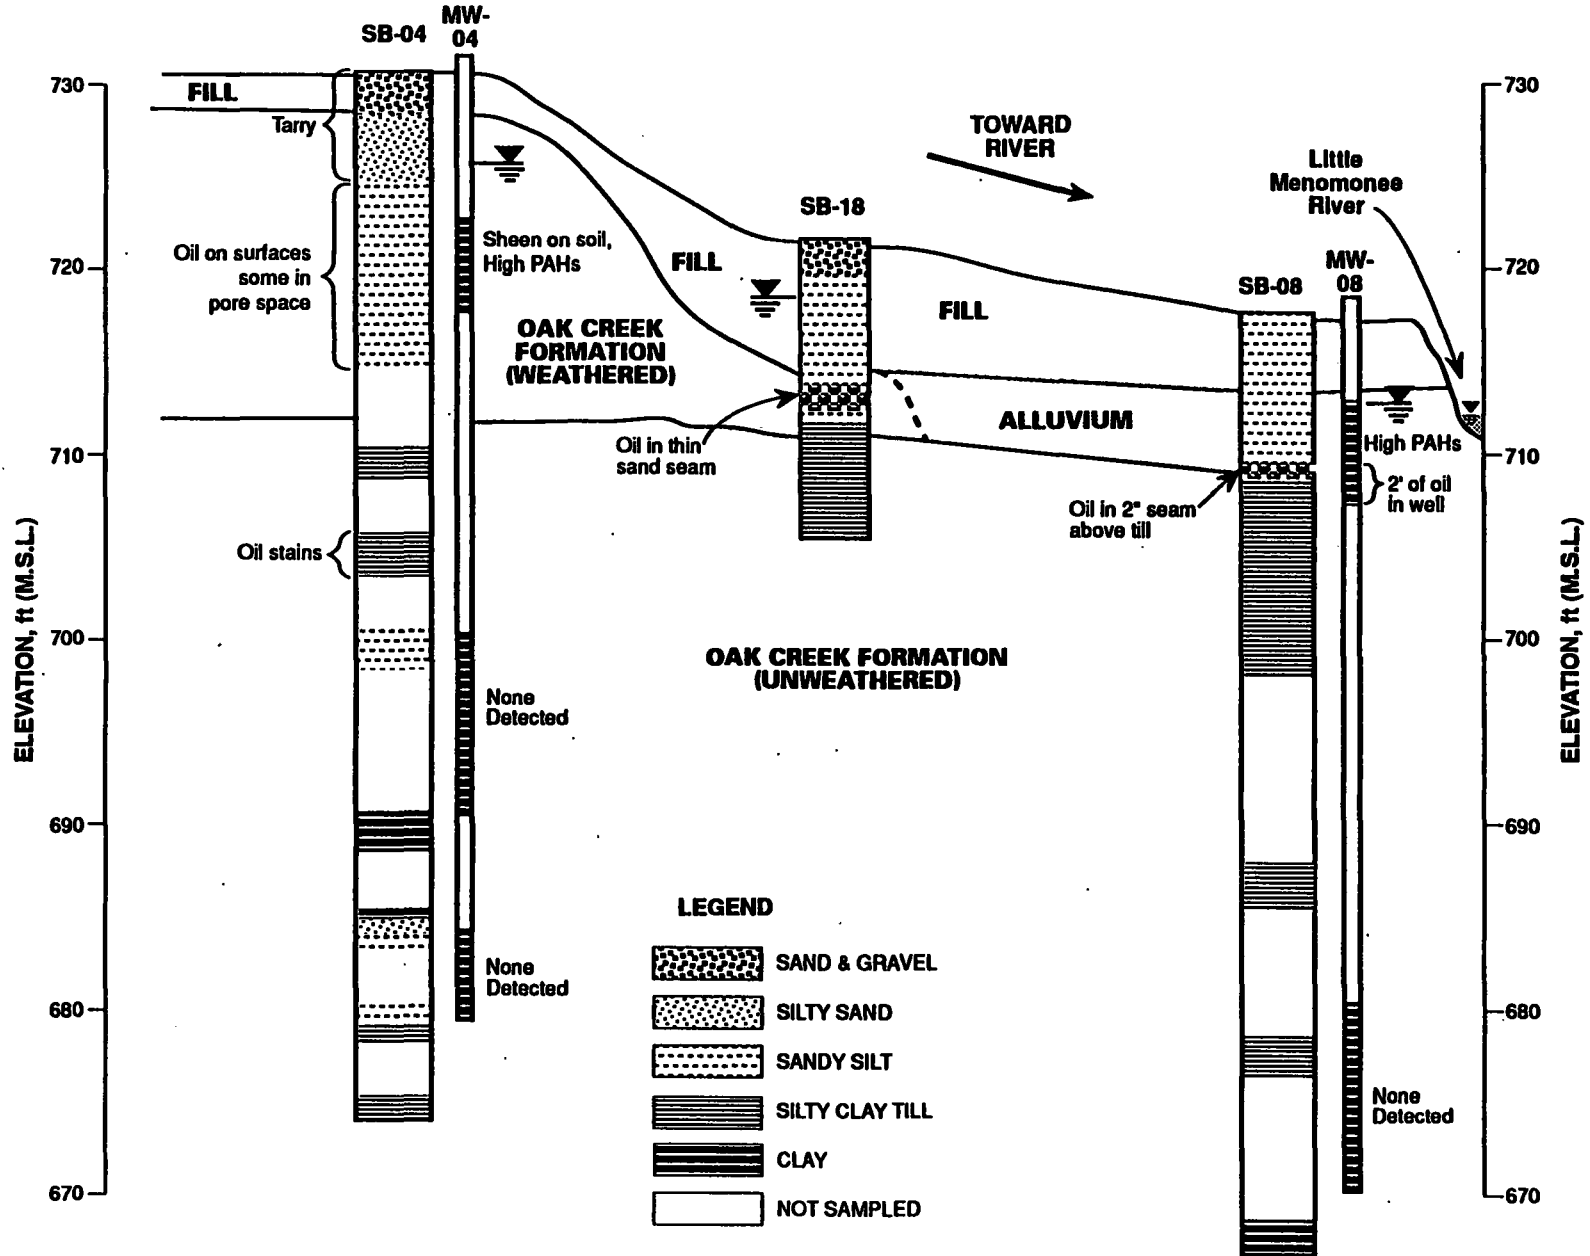 SB-04
MW-
04
730
FILL
Tarry
TOWARD
RIVER
730
Little
Menomonee
River
SB-18
Oil on surfaces
some in
pore space
Sheen on soil,
High PAHs
720
FILL
FILL
SB-08
MW-
08
720
OAK CREEK
FORMATION
(WEATHERED)
ALLUVIUM
High PAHs
710
Oil in thin
sand seam
710
2' of oil
in well
Oil in 2" seam
above till
Oil stains
ELEVATION, ft (M.S.L.)
ELEVATION, ft (M.S.L.)
700
OAK CREEK FORMATION
(UNWEATHERED)
700
None
Detected
690
690
LEGEND
SAND & GRAVEL
None
Detected
680
SILTY SAND
680
SANDY SILT
SILTY CLAY TILL
None
Detected
CLAY
670
NOT SAMPLED
670